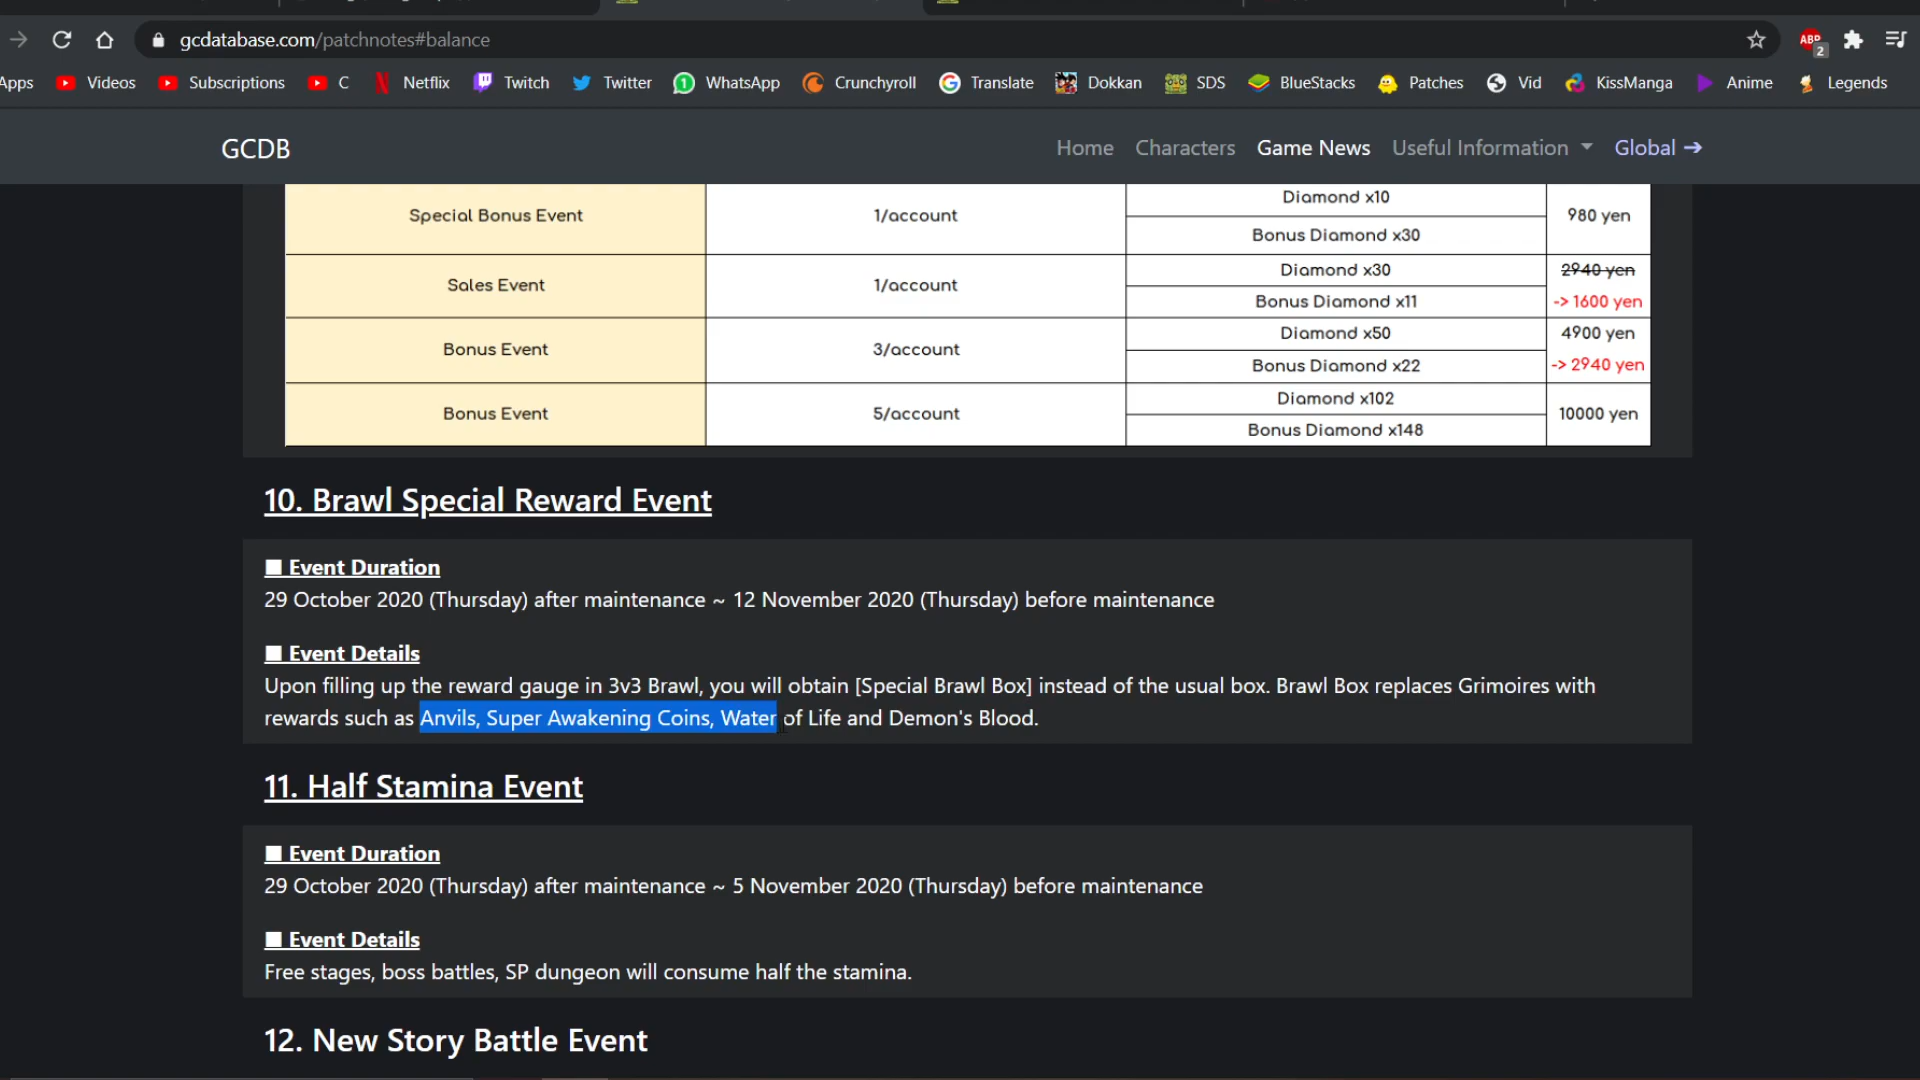 gcdatabase.com/patchnotes#balance
ABP
2
Apps Videos Subscriptions C Netflix Twitch Twitter 1 WhatsApp Crunchyroll Translate Dokkan SDS BlueStacks Patches Vid KissManga Anime Legends
GCDB Home Characters Game News Useful Information Global
Special Bonus Event 1/account Diamond x10 980 yen
Bonus Diamond x30
Sales Event 1/account Diamond x30 2940 yen
Bonus Diamond x11 -> 1600 yen
Bonus Event 3/account Diamond x50 4900 yen
Bonus Diamond x22 -> 2940 yen
Bonus Event 5/account Diamond x102 10000 yen
Bonus Diamond x148
10. Brawl Special Reward Event
■ Event Duration
29 October 2020 (Thursday) after maintenance ~ 12 November 2020 (Thursday) before maintenance
■ Event Details
Upon filling up the reward gauge in 3v3 Brawl, you will obtain [Special Brawl Box] instead of the usual box. Brawl Box replaces Grimoires with
rewards such as Anvils, Super Awakening Coins, Water of Life and Demon's Blood.
11. Half Stamina Event
■ Event Duration
29 October 2020 (Thursday) after maintenance ~ 5 November 2020 (Thursday) before maintenance
■ Event Details
Free stages, boss battles, SP dungeon will consume half the stamina.
12. New Story Battle Event